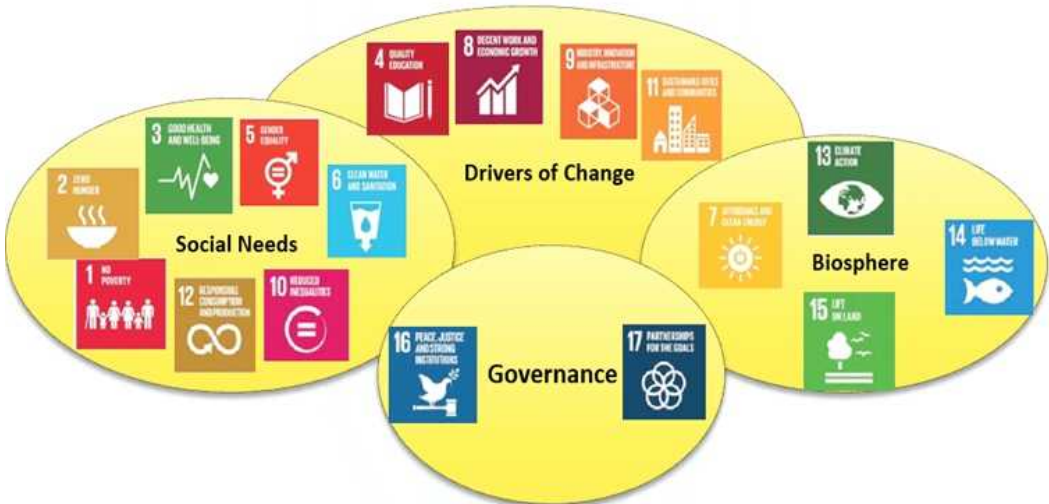 4 QUALITY
EDUCATION
8 DECENT WORK AND
ECONOMIC GROWTH
9 INDUSTRY, INNOVATION
AND INFRASTRUCTURE
11 SUSTAINABLE CITIES
AND COMMUNITIES
Drivers of Change
3 GOOD HEALTH
AND WELL-BEING
5 GENDER
EQUALITY
2 ZERO
HUNGER
6 CLEAN WATER
AND SANITATION
Social Needs
1 NO
POVERTY
12 RESPONSIBLE
CONSUMPTION
AND PRODUCTION
10 REDUCED
INEQUALITIES
13 CLIMATE
ACTION
7 AFFORDABLE AND
CLEAN ENERGY
14 LIFE
BELOW WATER
Biosphere
15 LIFE
ON LAND
16 PEACE, JUSTICE
AND STRONG
INSTITUTIONS
Governance
17 PARTNERSHIPS
FOR THE GOALS